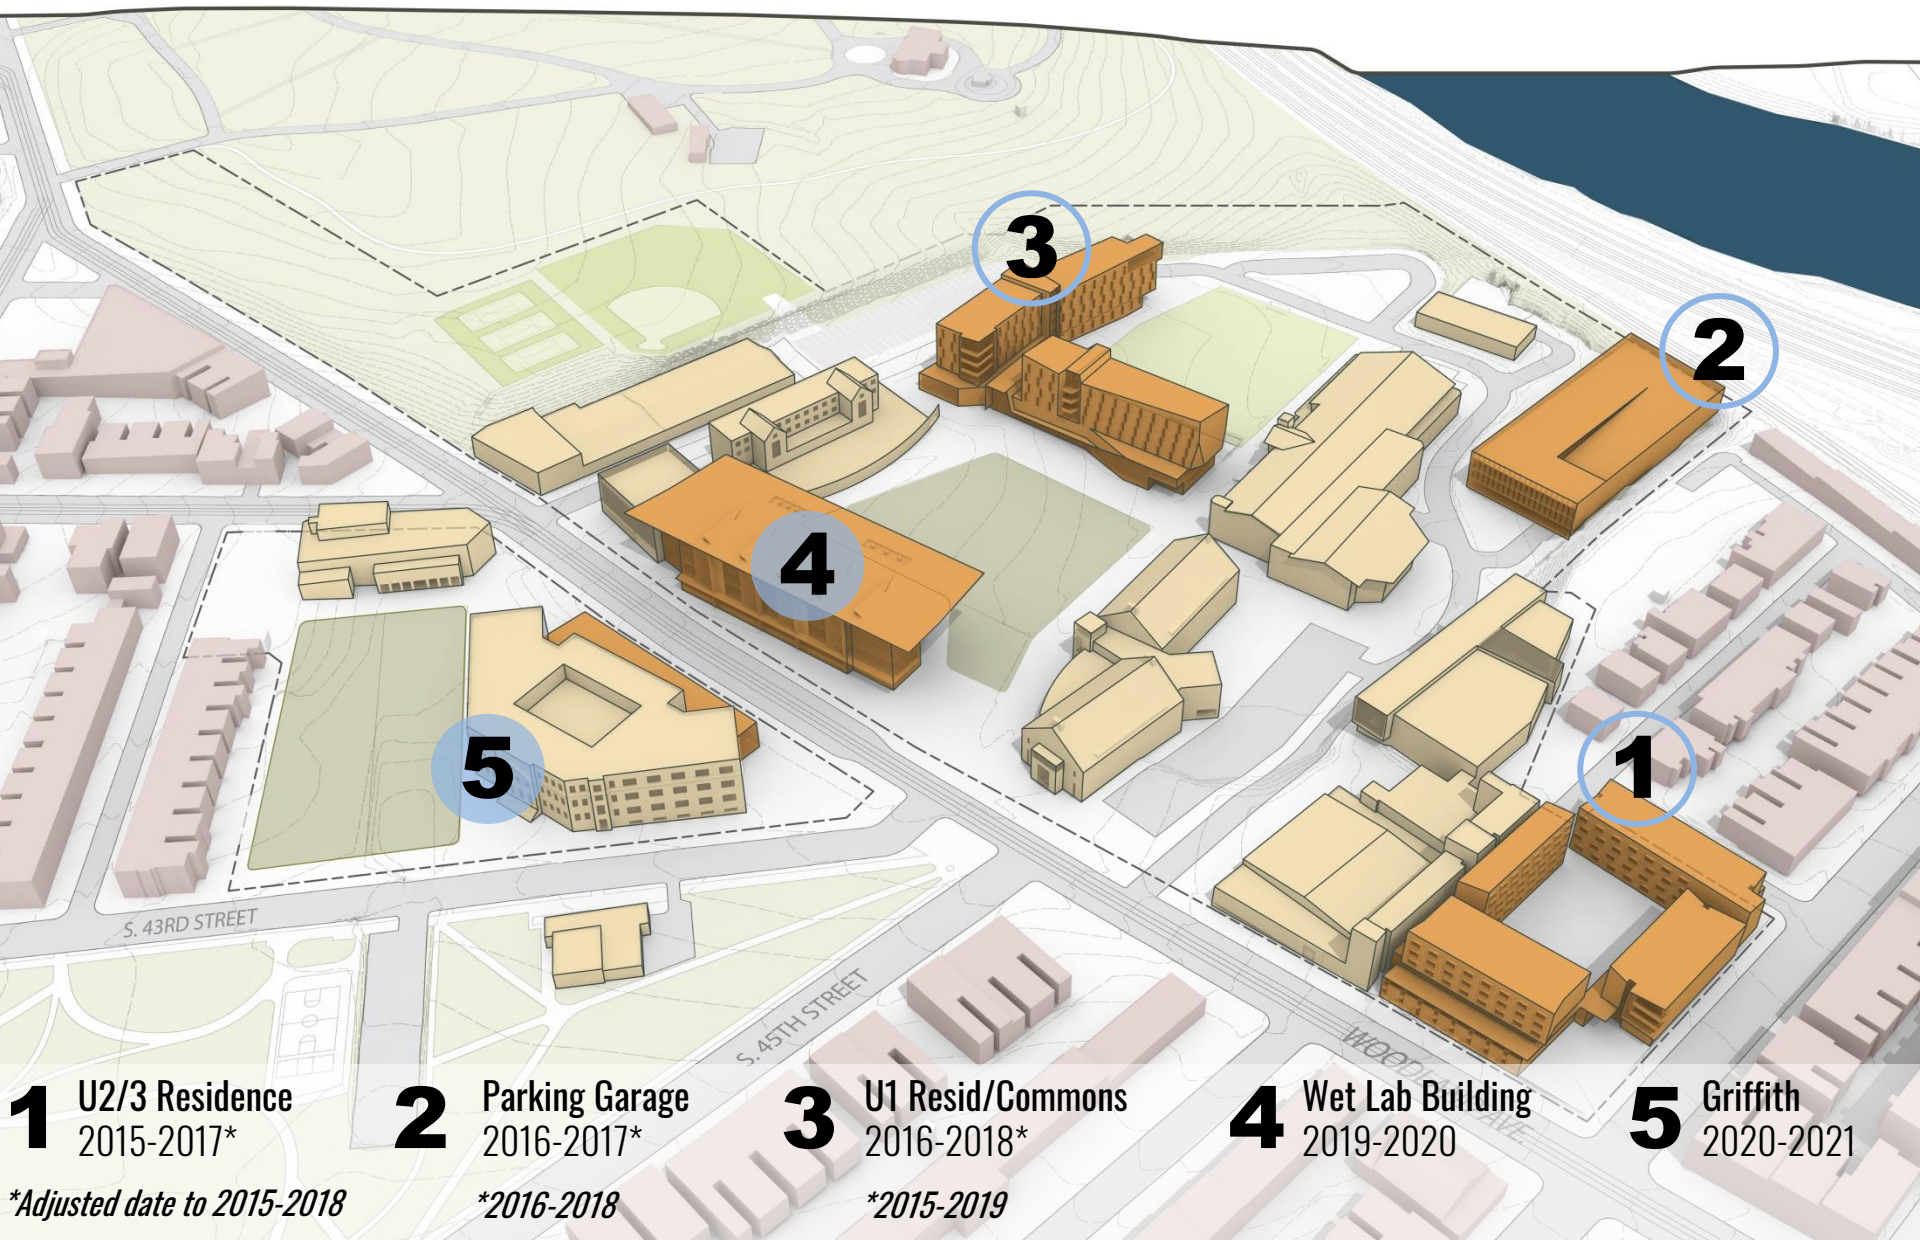 3
2
4
5
1
S. 43RD STREET
S. 45TH STREET
WOODLAND AVE.
1 U2/3 Residence
2015-2017*
*Adjusted date to 2015-2018
2 Parking Garage
2016-2017*
*2016-2018
3 U1 Resid/Commons
2016-2018*
*2015-2019
4 Wet Lab Building
2019-2020
5 Griffith
2020-2021